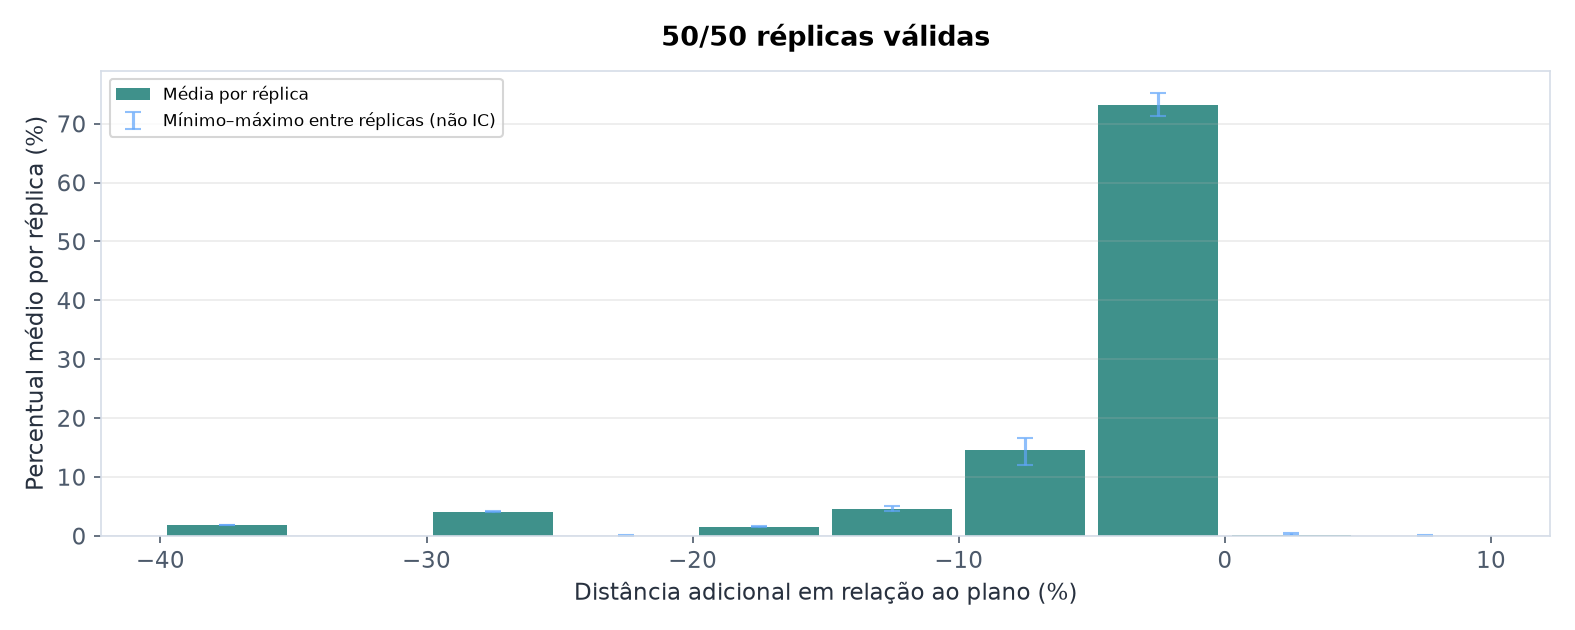 50/50 réplicas válidas
Média por réplica
Mínimo–máximo entre réplicas (não IC)
Percentual médio por réplica (%)
70
60
50
40
30
20
10
0
−40
−30
−20
−10
0
10
Distância adicional em relação ao plano (%)